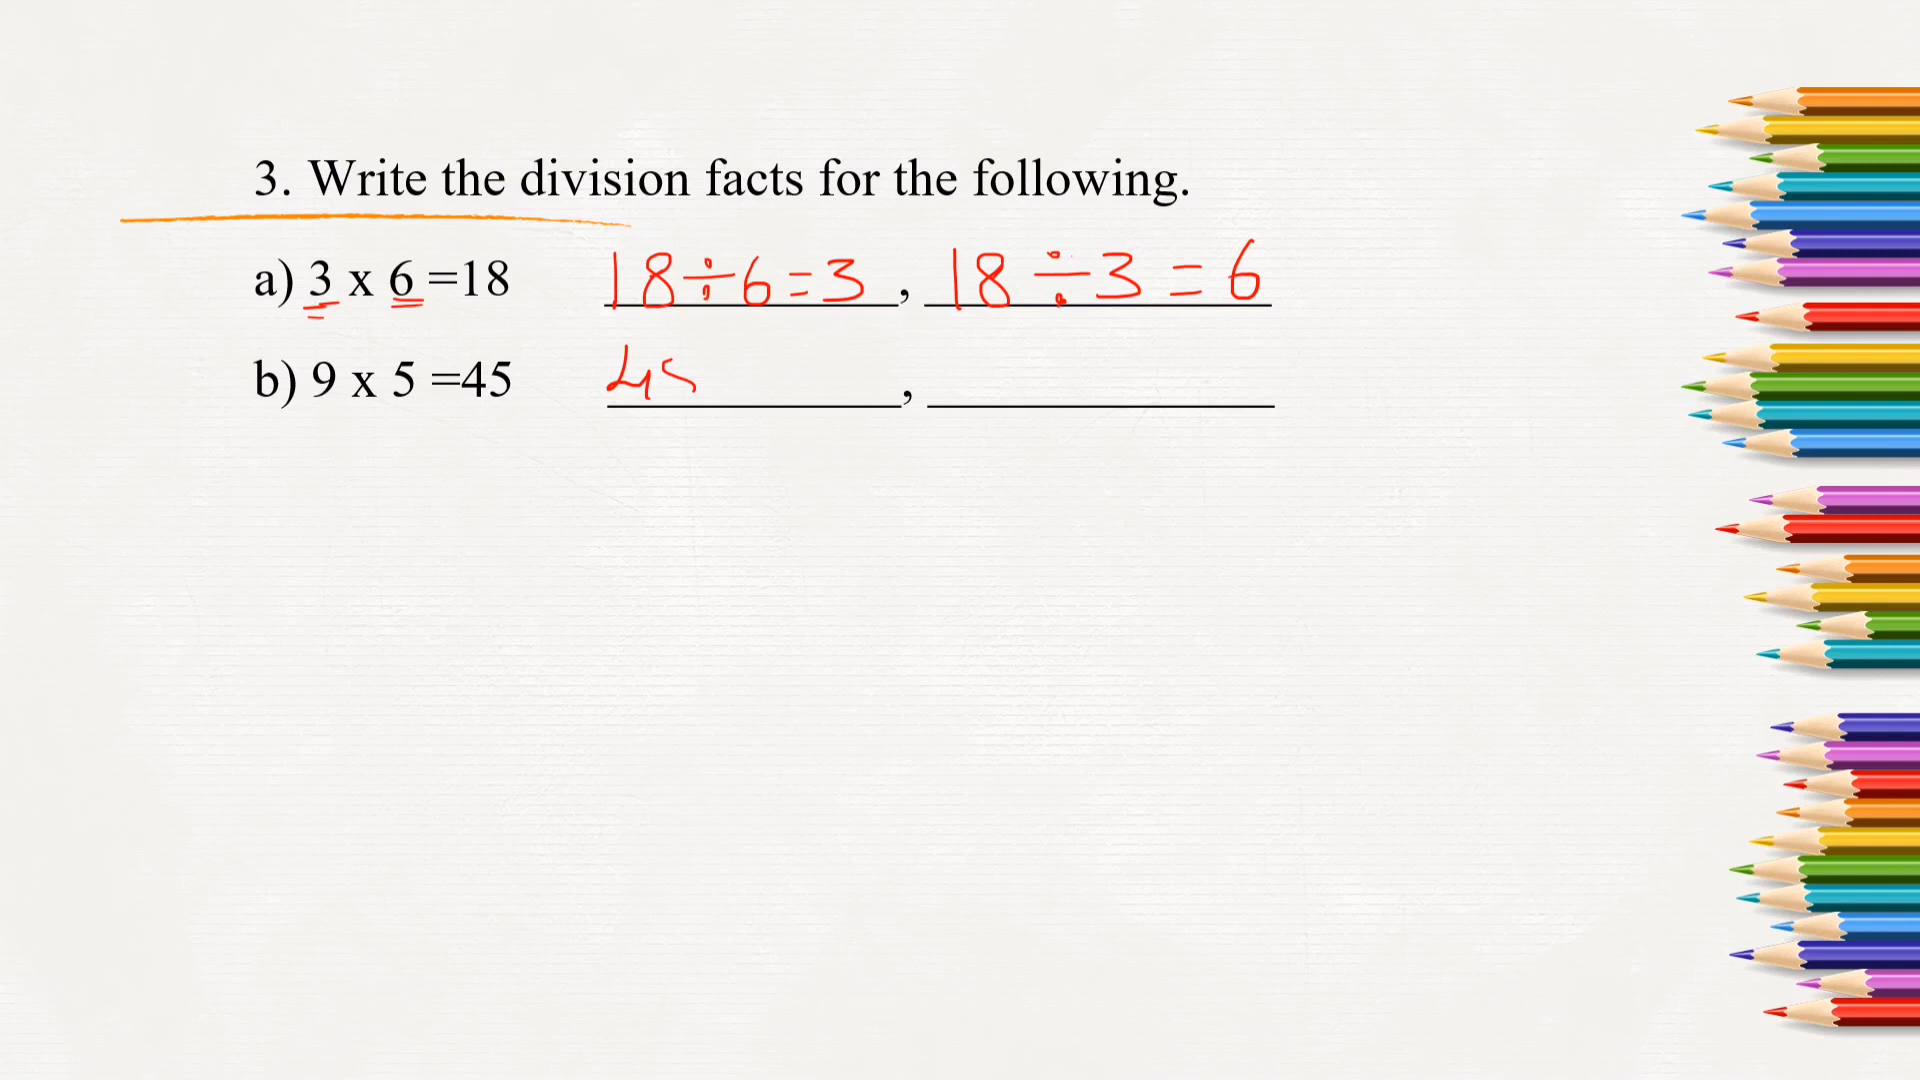 3. Write the division facts for the following.
a) 3 x 6 =18 18÷6=3, 18÷3=6
b) 9 x 5 =45 45 ,